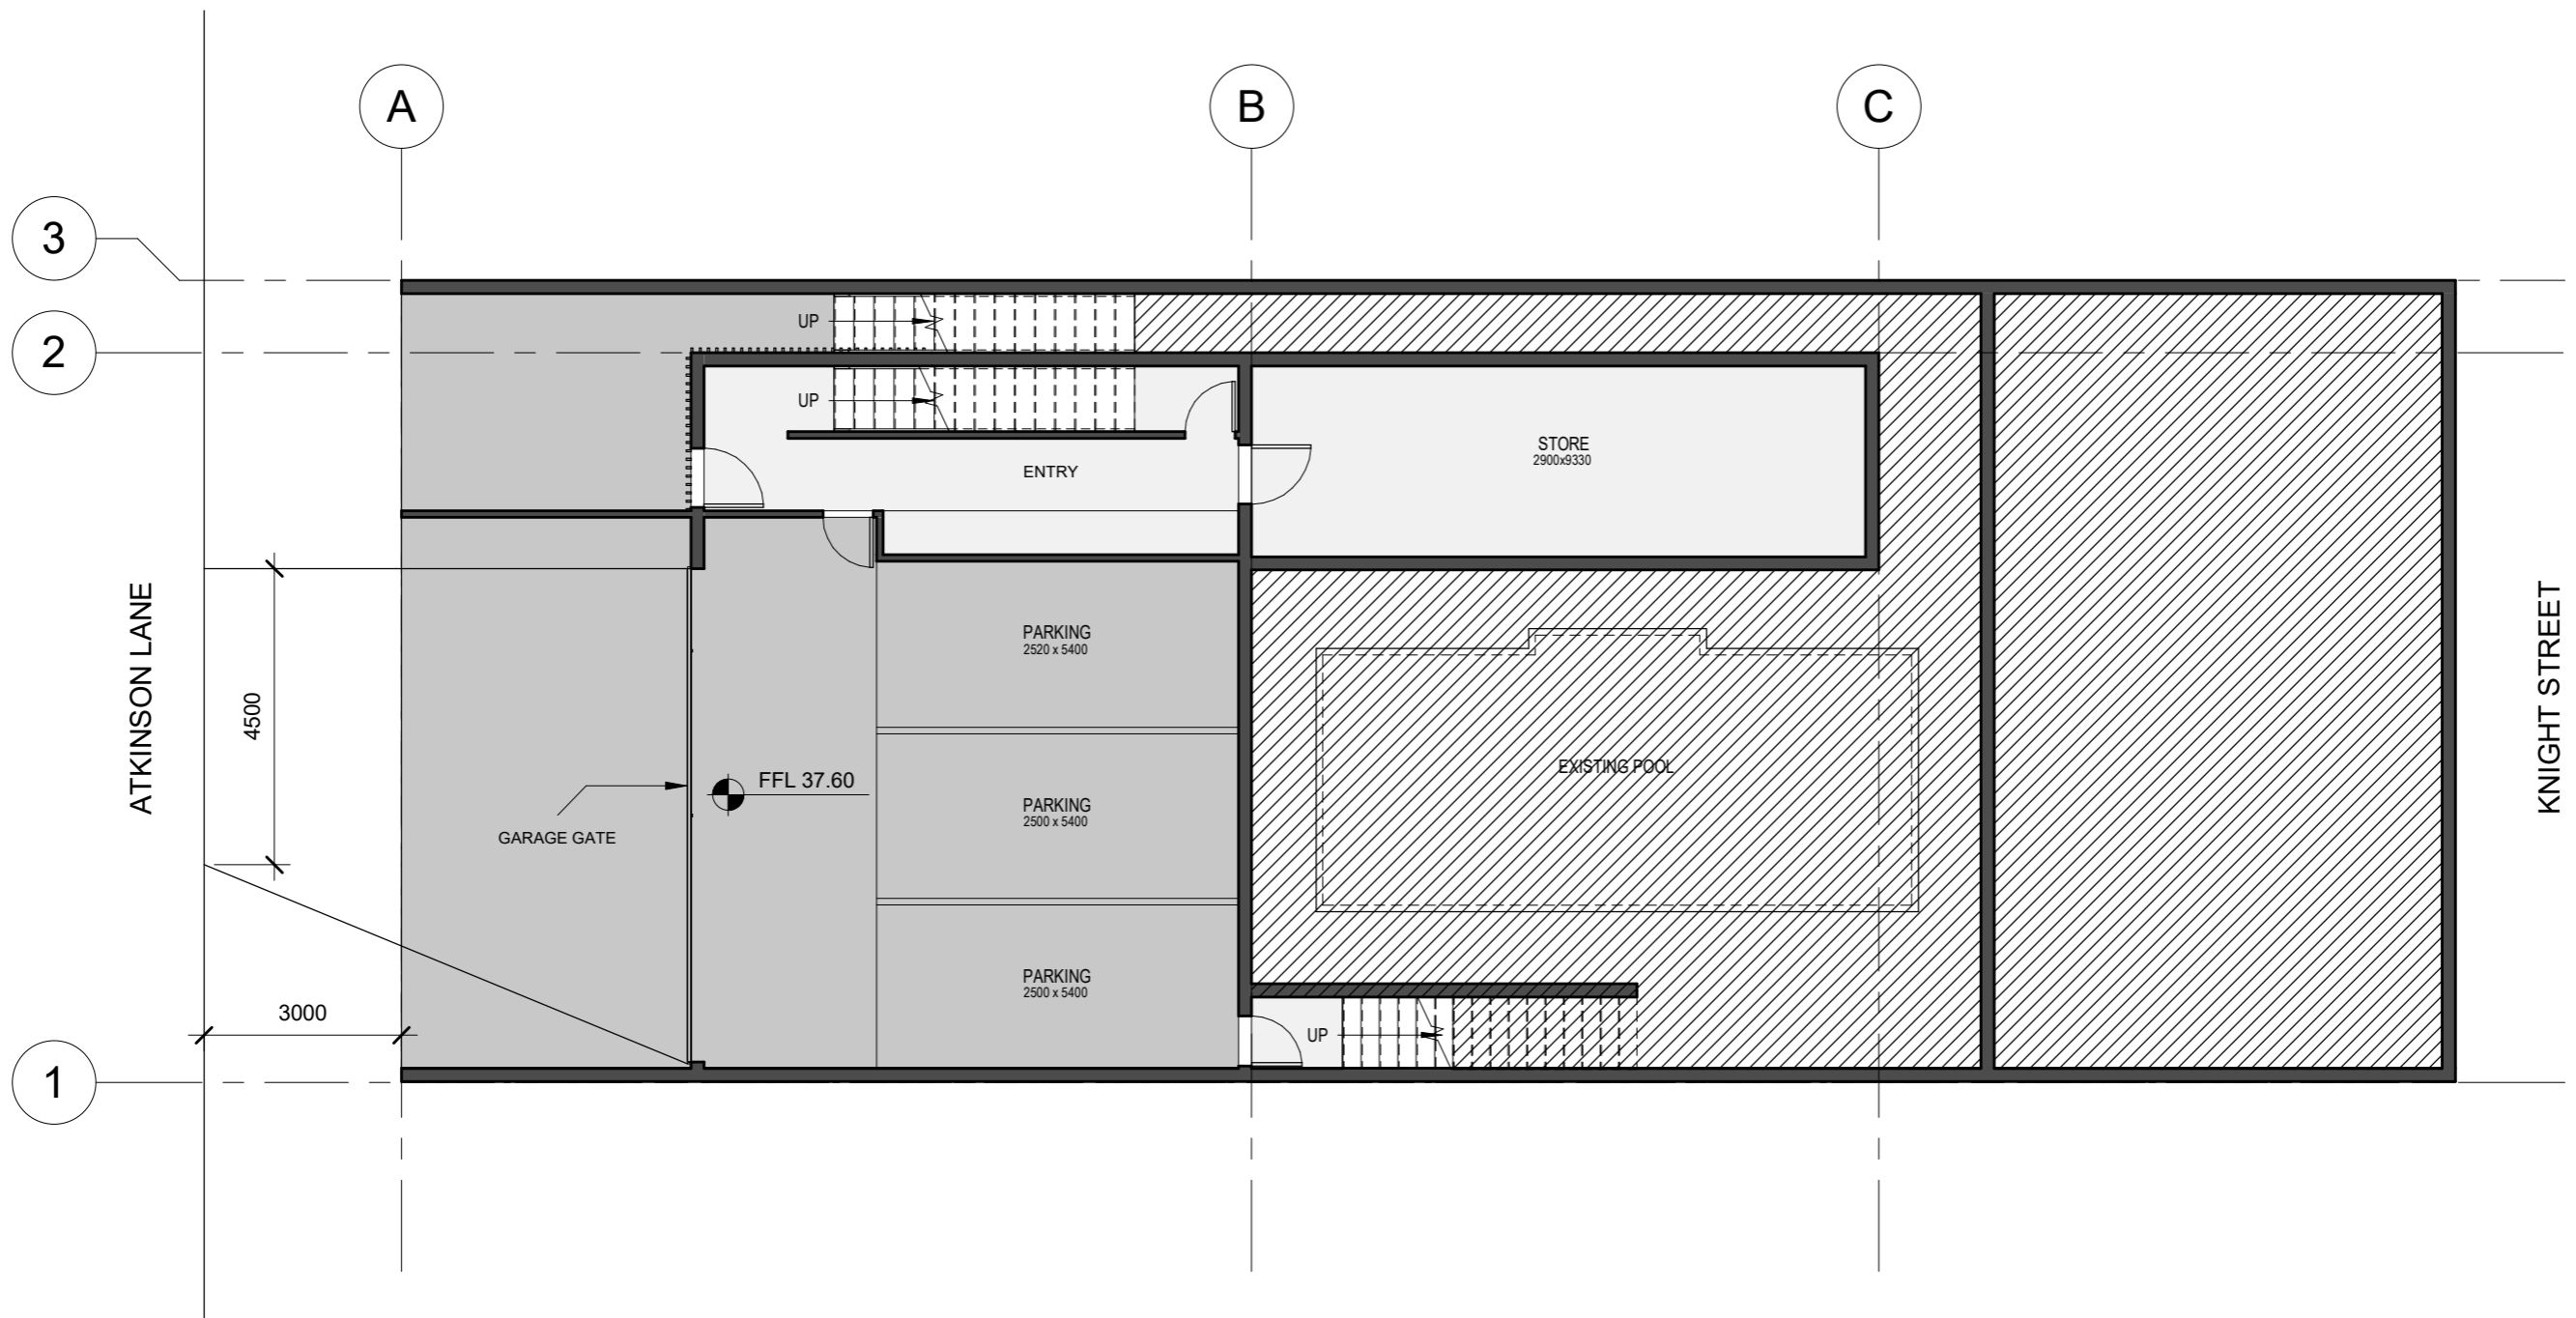 A
B
C
3
2
1
UP
UP
ENTRY
STORE
2900x9330
ATKINSON LANE
4500
3000
GARAGE GATE
FFL 37.60
PARKING
2520 x 5400
PARKING
2500 x 5400
PARKING
2500 x 5400
EXISTING POOL
UP
KNIGHT STREET